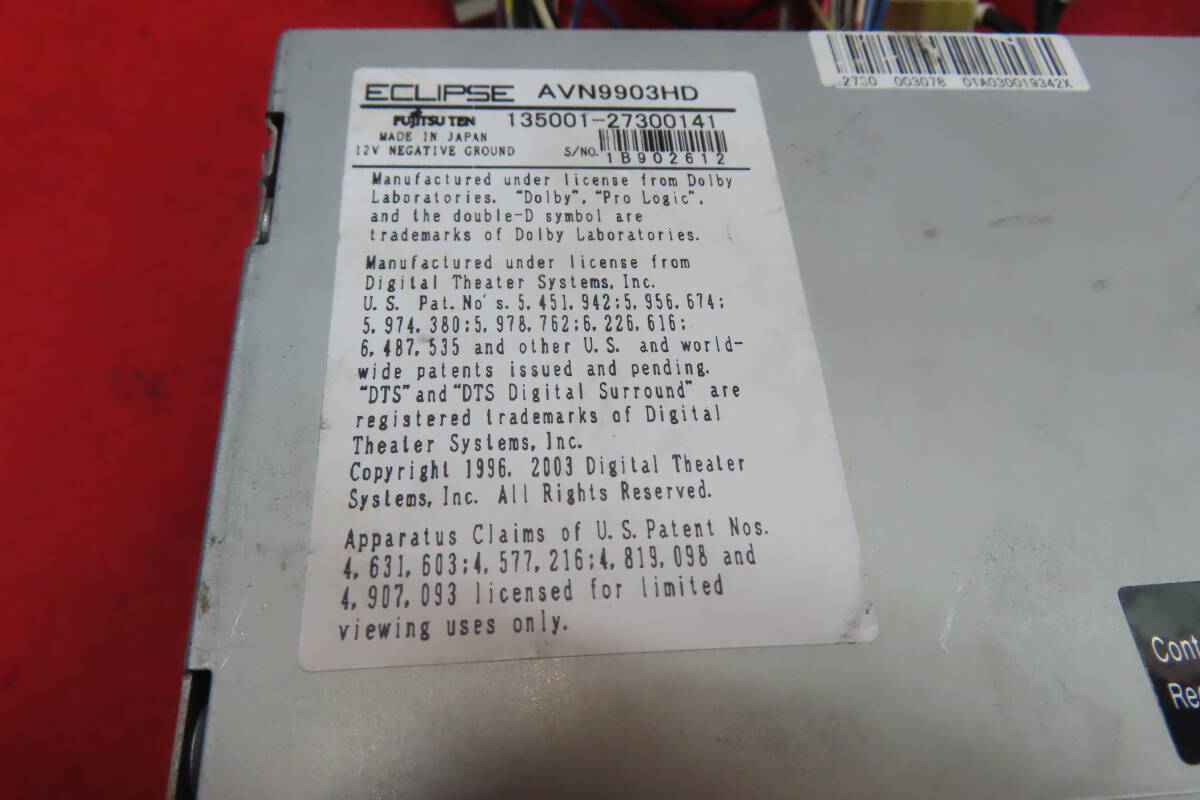 2730 003078 01A030019342X
ECLIPSE AVN9903HD
FUJITSU TEN 135001-27300141
MADE IN JAPAN
12V NEGATIVE GROUND S/NO. 1B902612
Manufactured under license from Dolby
Laboratories. "Dolby", "Pro Logic",
and the double-D symbol are
trademarks of Dolby Laboratories.
Manufactured under license from
Digital Theater Systems, Inc.
U.S. Pat. No's. 5,451,942;5,956,674;
5,974,380;5,978,762;6,226,616;
6,487,535 and other U.S. and world-
wide patents issued and pending.
"DTS" and "DTS Digital Surround" are
registered trademarks of Digital
Theater Systems, Inc.
Copyright 1996, 2003 Digital Theater
Systems, Inc. All Rights Reserved.
Apparatus Claims of U.S. Patent Nos.
4,631,603;4,577,216;4,819,098 and
4,907,093 licensed for limited
viewing uses only.
Cont
Re